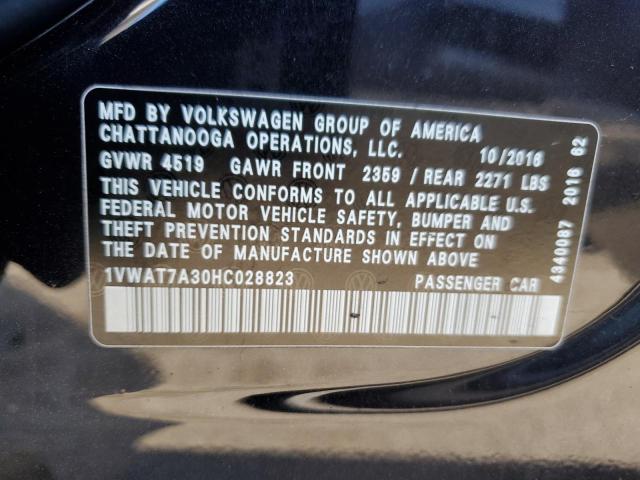 MFD BY VOLKSWAGEN GROUP OF AMERICA
CHATTANOOGA OPERATIONS, LLC. 10/2016
GVWR 4519 GAWR FRONT 2359 / REAR 2271 LBS
THIS VEHICLE CONFORMS TO ALL APPLICABLE U.S.
FEDERAL MOTOR VEHICLE SAFETY, BUMPER AND
THEFT PREVENTION STANDARDS IN EFFECT ON
THE DATE OF MANUFACTURE SHOWN ABOVE
1VWAT7A30HC028823 PASSENGER CAR
4340087 2016 62